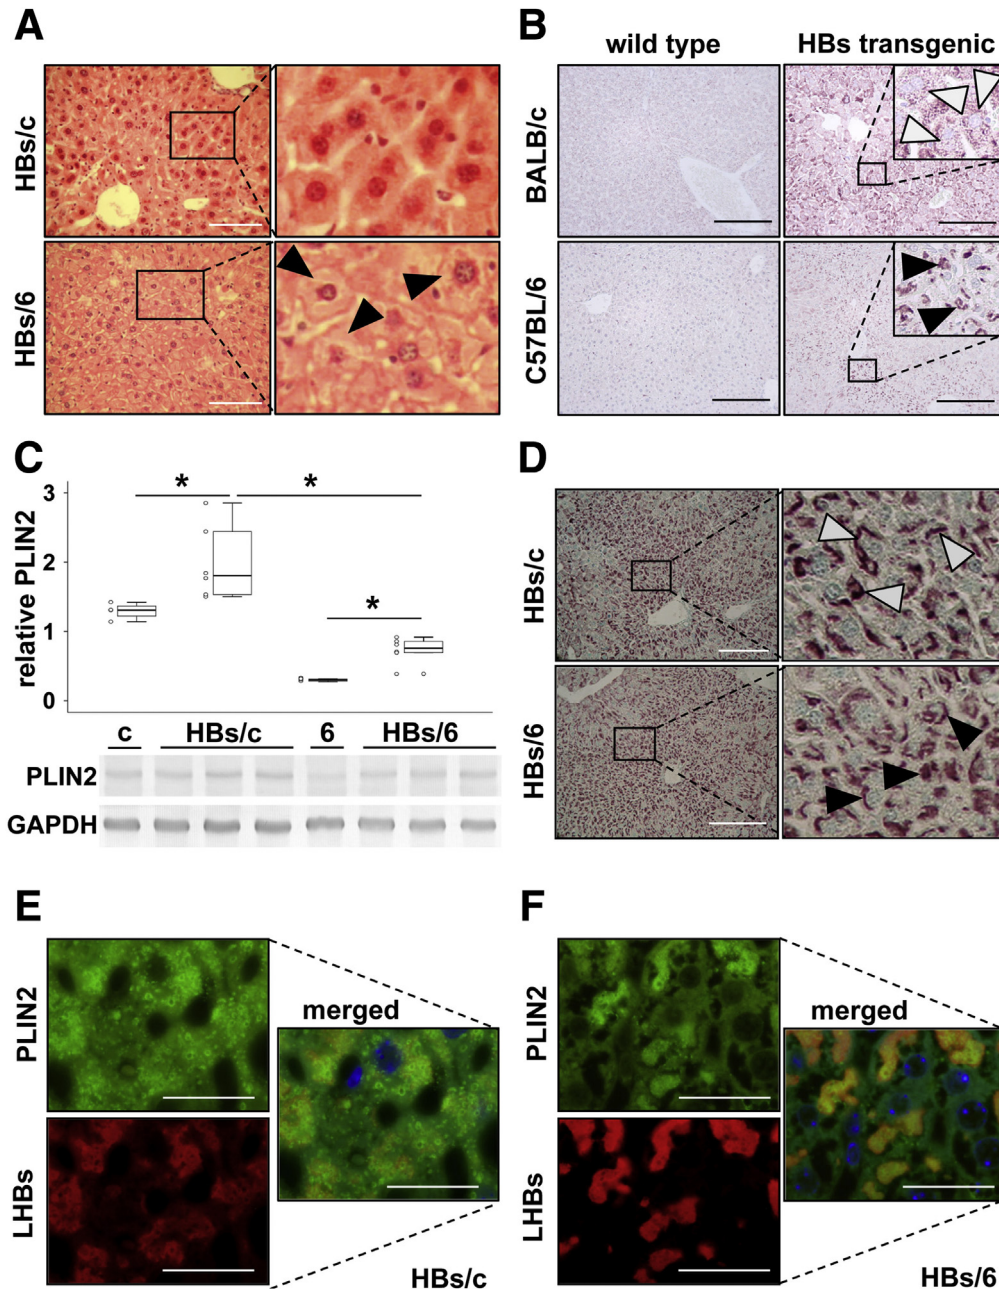 A
HBs/c
HBs/6
B
wild type
HBs transgenic
BALB/c
C57BL/6
C
relative PLIN2
3
2
1
0
*
*
*
c
HBs/c
6
HBs/6
PLIN2
GAPDH
D
HBs/c
HBs/6
E
PLIN2
LHBs
merged
HBs/c
F
PLIN2
LHBs
merged
HBs/6